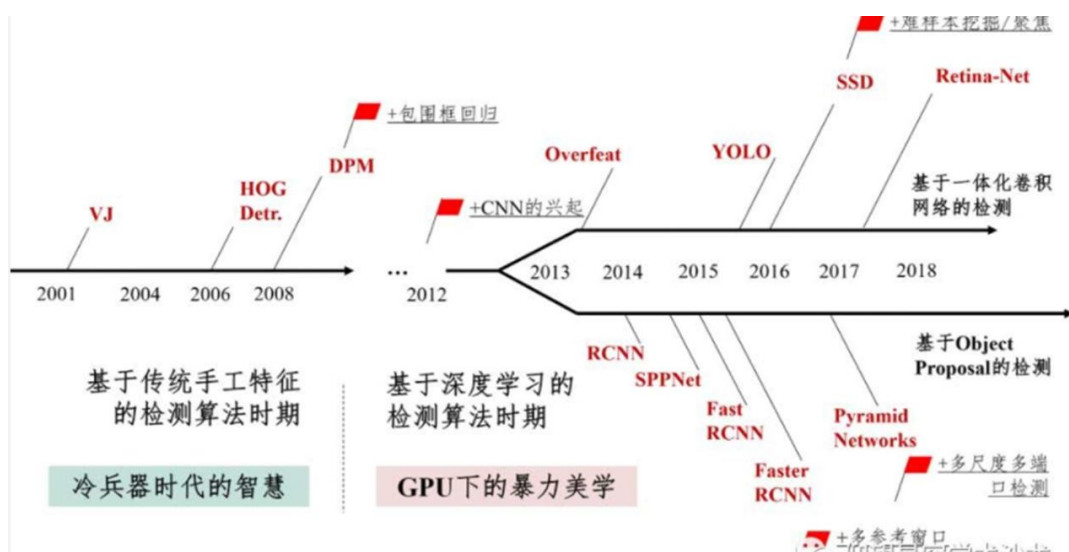 +难样本挖掘/聚焦
SSD
Retina-Net
+包围框回归
DPM
Overfeat
YOLO
HOG
Detr.
VJ
+CNN的兴起
基于一体化卷积
网络的检测
2001
2004
2006
2008
...
2012
2013
2014
2015
2016
2017
2018
RCNN
SPPNet
Fast
RCNN
Faster
RCNN
Pyramid
Networks
基于Object
Proposal的检测
基于传统手工特征
的检测算法时期
基于深度学习的
检测算法时期
冷兵器时代的智慧
GPU下的暴力美学
+多尺度多端
口检测
+多参考窗口